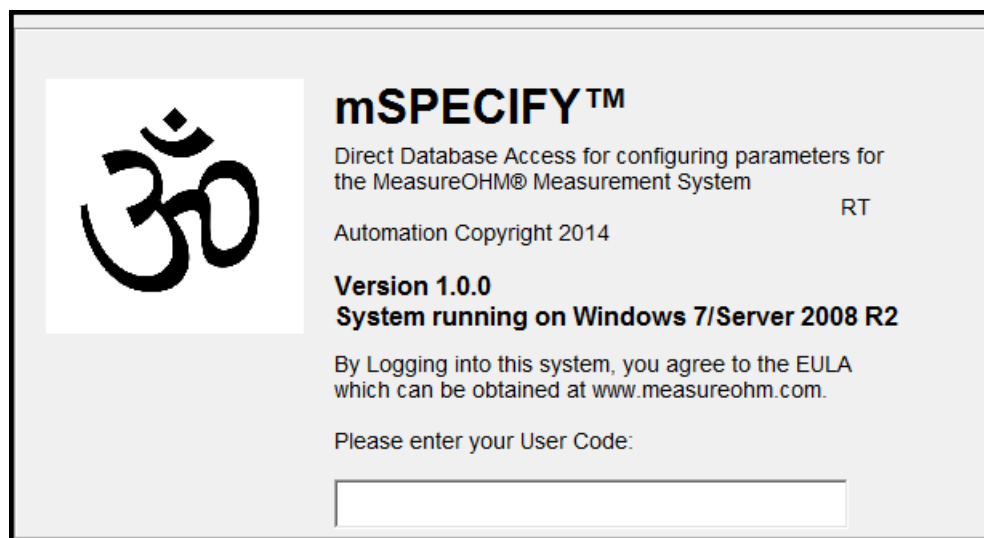 ॐ
mSPECIFY™
Direct Database Access for configuring parameters for
the MeasureOHM® Measurement System
RT
Automation Copyright 2014
Version 1.0.0
System running on Windows 7/Server 2008 R2
By Logging into this system, you agree to the EULA
which can be obtained at www.measureohm.com.
Please enter your User Code: